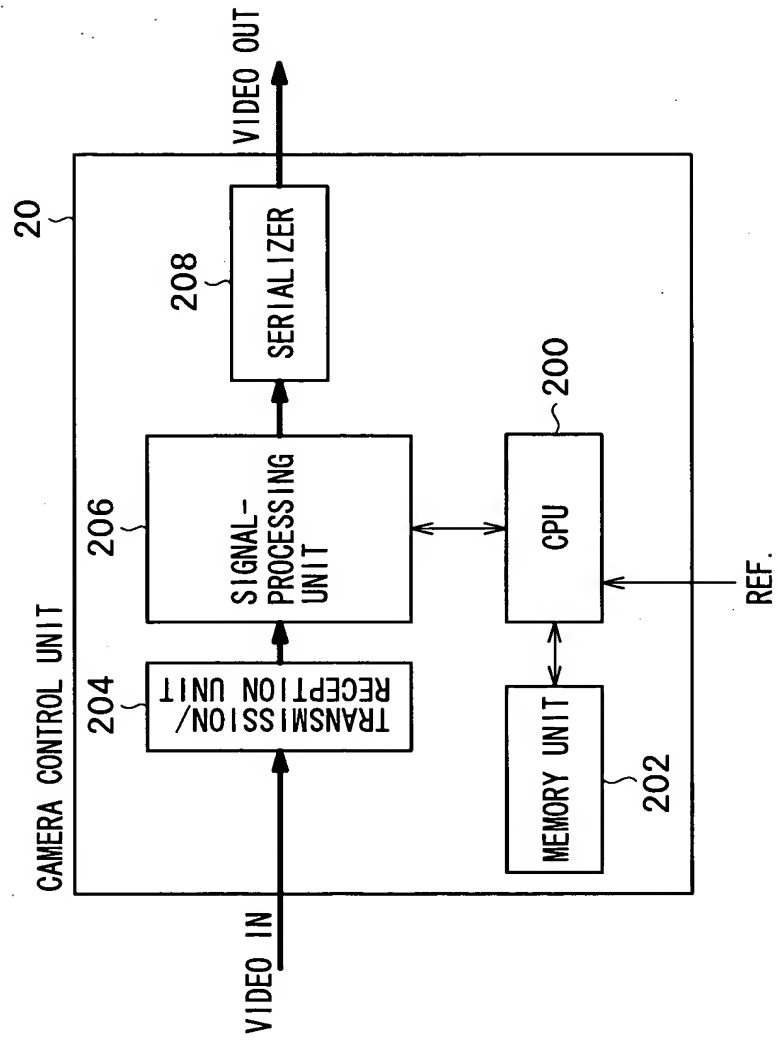 CAMERA CONTROL UNIT
20
VIDEO IN
204
TRANSMISSION/
RECEPTION UNIT
206
SIGNAL-
PROCESSING
UNIT
208
SERIALIZER
VIDEO OUT
MEMORY UNIT
202
CPU
200
REF.